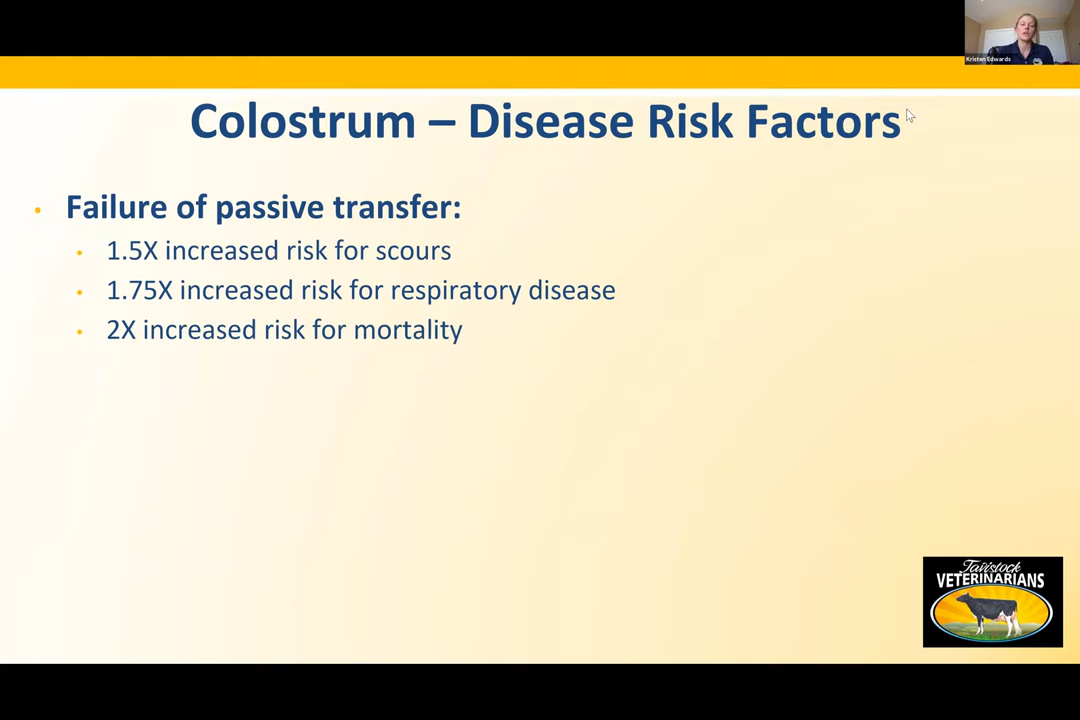 Kristen Edwards
Colostrum – Disease Risk Factors
• Failure of passive transfer:
• 1.5X increased risk for scours
• 1.75X increased risk for respiratory disease
• 2X increased risk for mortality
Tavistock
VETERINARIANS